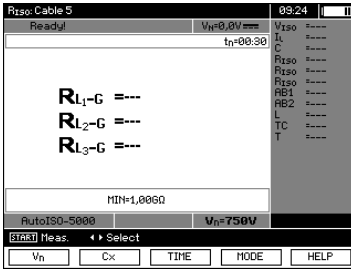 RISO: Cable 5 09:24
Ready! VN=0,0V
tn=00:30
RL1-G =---
RL2-G =---
RL3-G =---
MIN=1,00GΩ
VISO =---
IL =---
C =---
RISO =---
RISO =---
RISO =---
AB1 =---
AB2 =---
L =---
TC =---
T =---
AutoISO-5000 Vn=750V
START Meas. ◂ ▸ Select
Vn Cx TIME MODE HELP